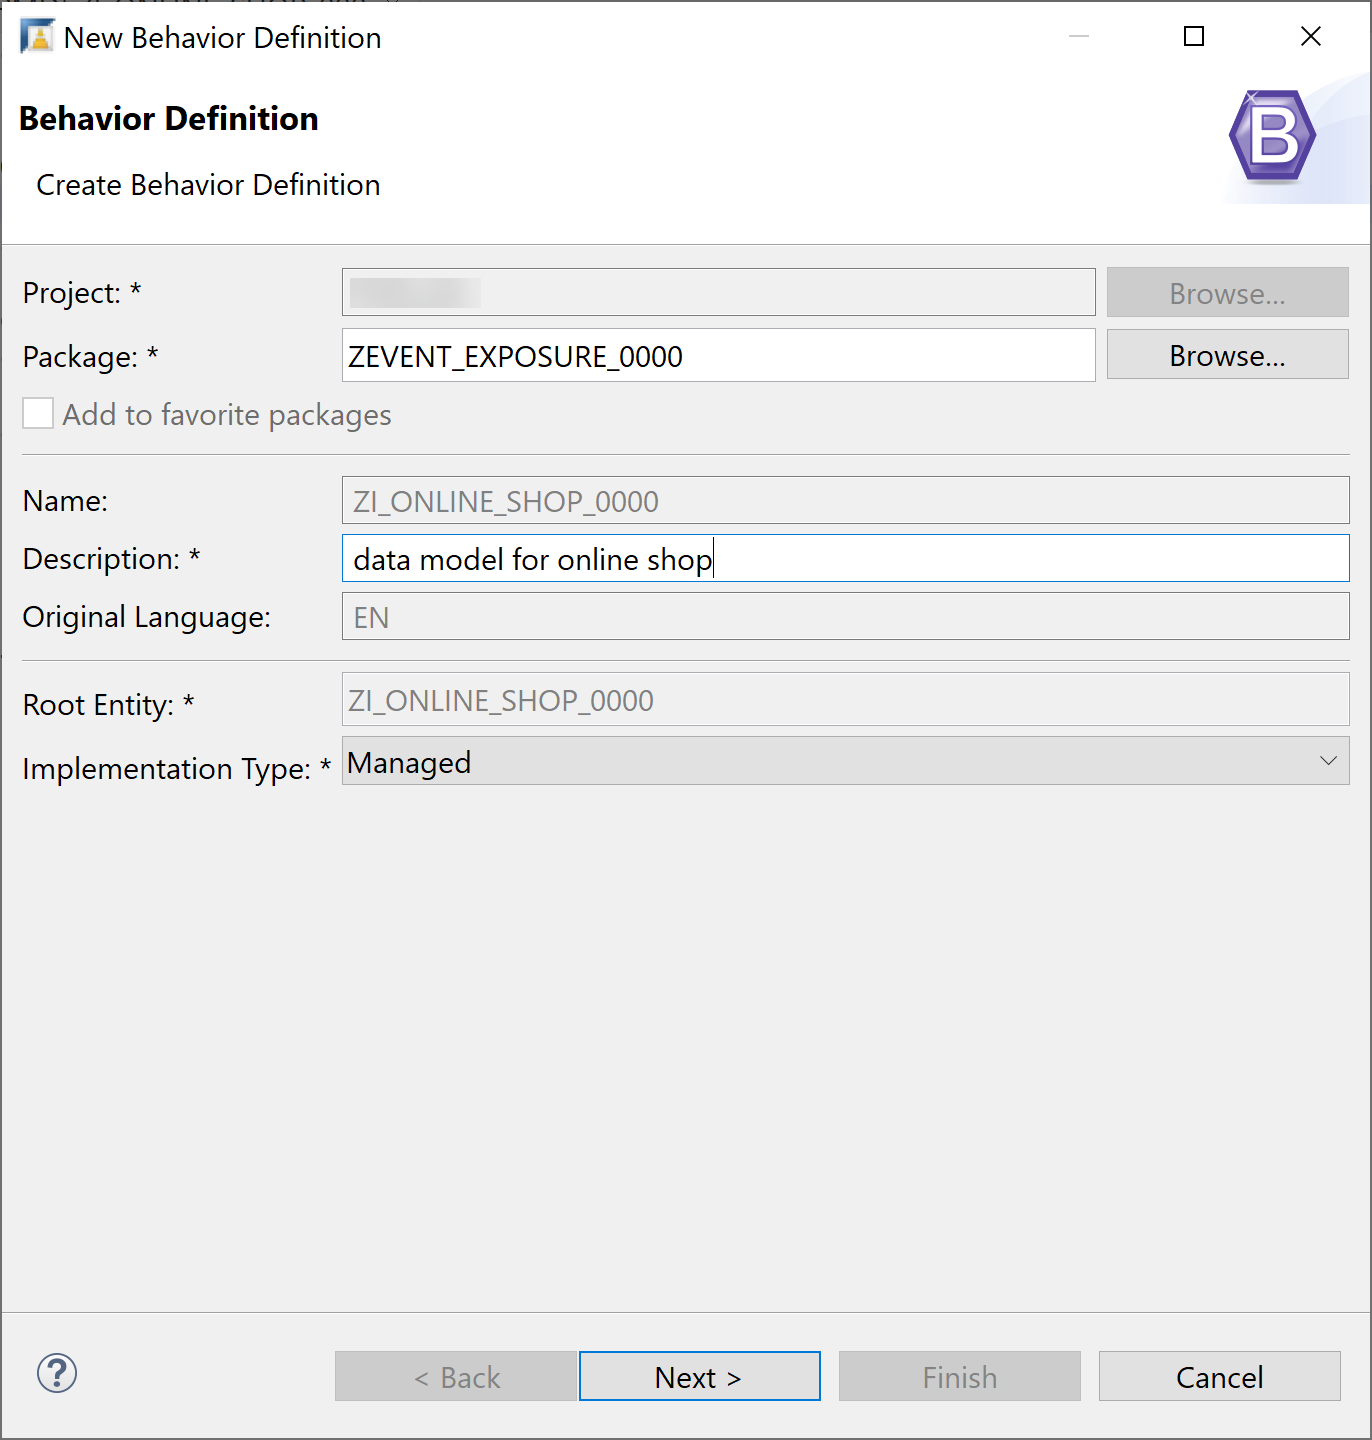 New Behavior Definition
Behavior Definition
B
Create Behavior Definition
Project: * Browse...
Package: * ZEVENT_EXPOSURE_0000 Browse...
Add to favorite packages
Name: ZI_ONLINE_SHOP_0000
Description: * data model for online shop
Original Language: EN
Root Entity: * ZI_ONLINE_SHOP_0000
Implementation Type: * Managed
? < Back Next > Finish Cancel